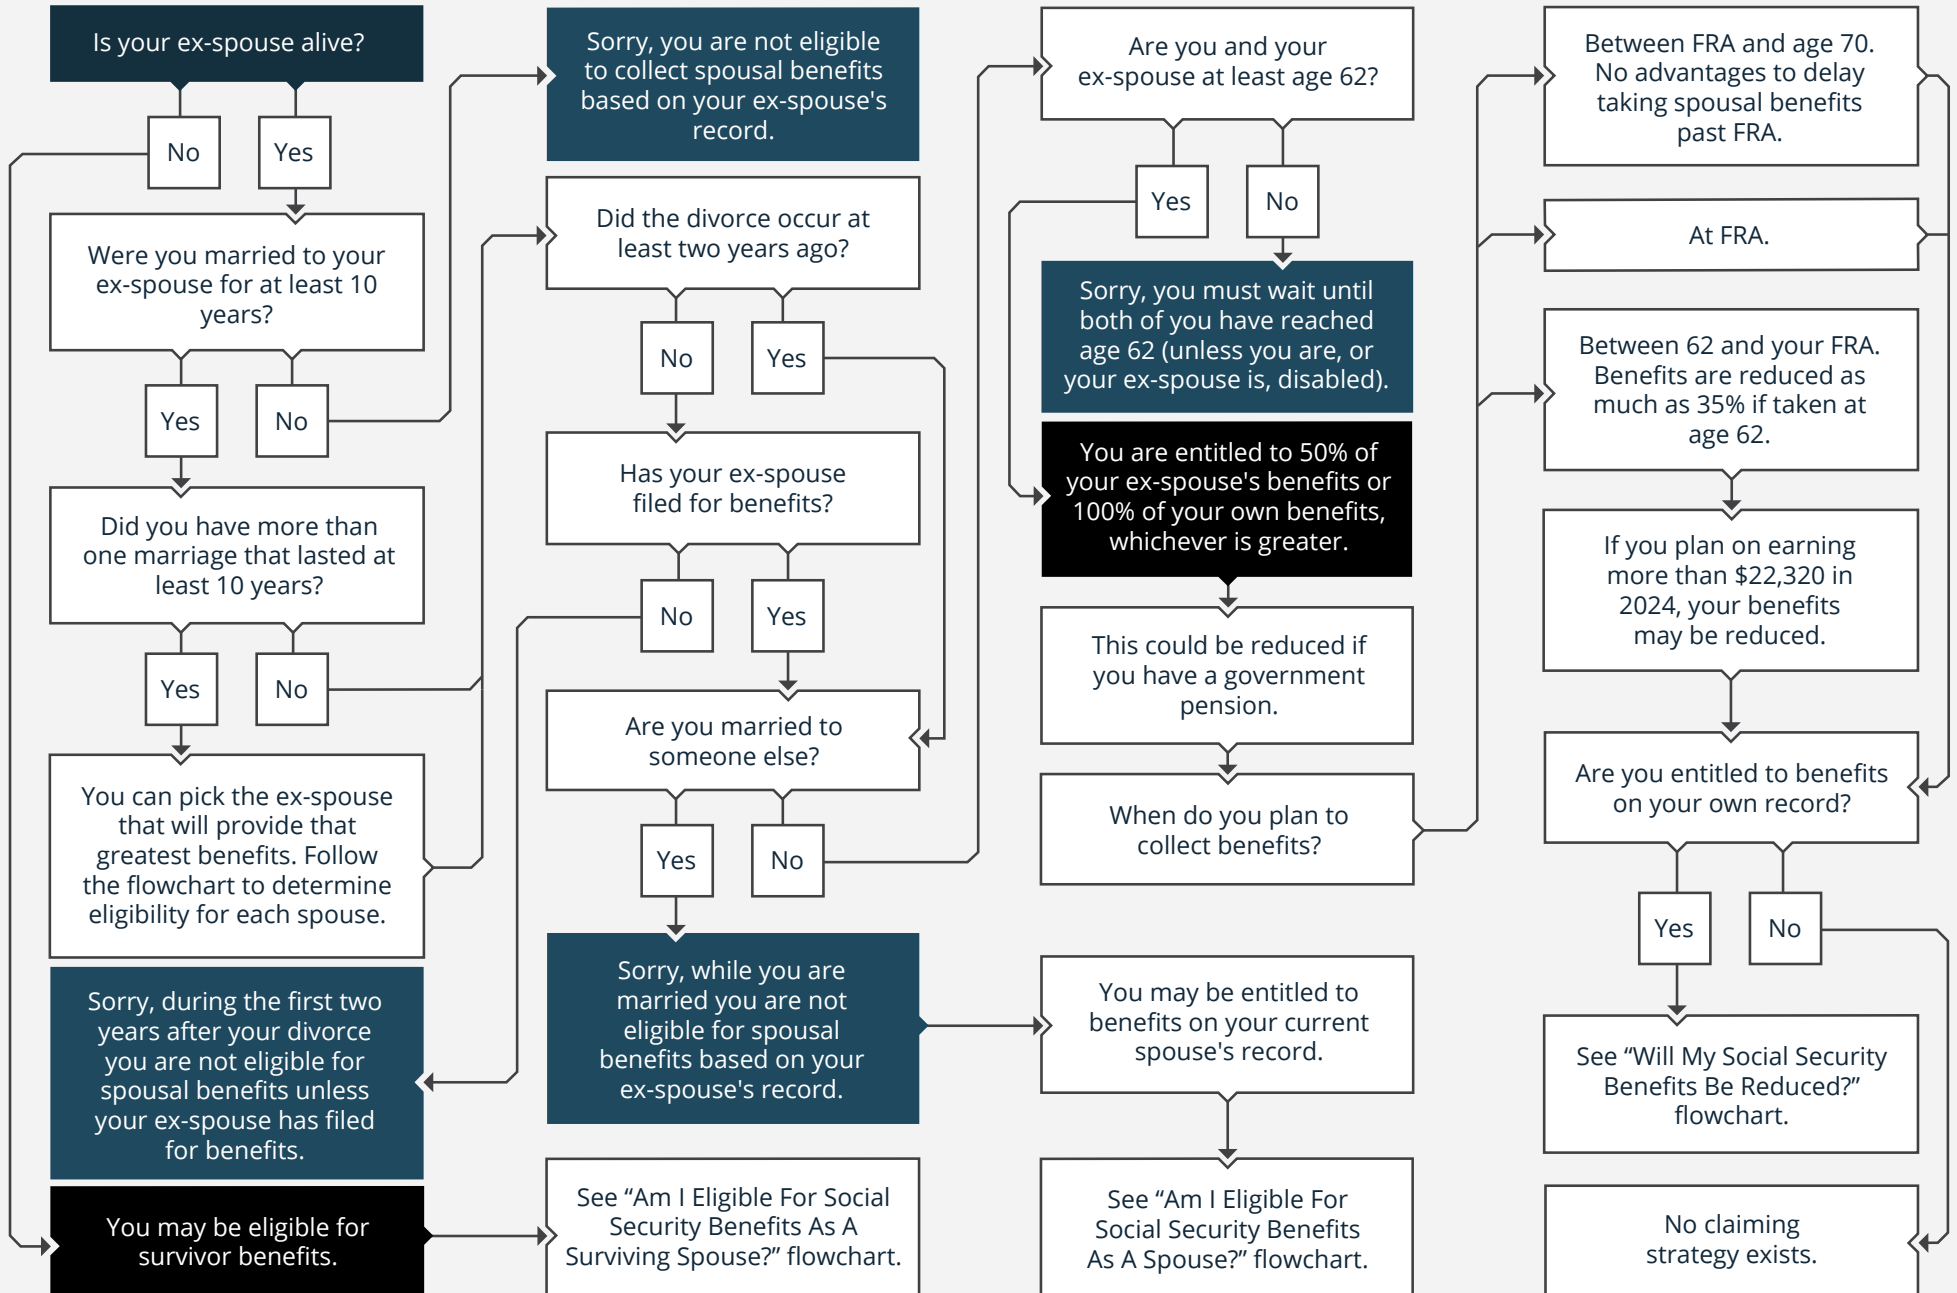 Is your ex-spouse alive?
No
Yes
Were you married to your
ex-spouse for at least 10
years?
Yes
No
Did you have more than
one marriage that lasted at
least 10 years?
Yes
No
You can pick the ex-spouse
that will provide that
greatest benefits. Follow
the flowchart to determine
eligibility for each spouse.
Sorry, during the first two
years after your divorce
you are not eligible for
spousal benefits unless
your ex-spouse has filed
for benefits.
You may be eligible for
survivor benefits.
Sorry, you are not eligible
to collect spousal benefits
based on your ex-spouse's
record.
Did the divorce occur at
least two years ago?
No
Yes
Has your ex-spouse
filed for benefits?
No
Yes
Are you married to
someone else?
Yes
No
Sorry, while you are
married you are not
eligible for spousal
benefits based on your
ex-spouse's record.
See “Am I Eligible For Social
Security Benefits As A
Surviving Spouse?” flowchart.
Are you and your
ex-spouse at least age 62?
Yes
No
Sorry, you must wait until
both of you have reached
age 62 (unless you are, or
your ex-spouse is, disabled).
You are entitled to 50% of
your ex-spouse's benefits or
100% of your own benefits,
whichever is greater.
This could be reduced if
you have a government
pension.
When do you plan to
collect benefits?
You may be entitled to
benefits on your current
spouse's record.
See “Am I Eligible For
Social Security Benefits
As A Spouse?” flowchart.
Between FRA and age 70.
No advantages to delay
taking spousal benefits
past FRA.
At FRA.
Between 62 and your FRA.
Benefits are reduced as
much as 35% if taken at
age 62.
If you plan on earning
more than $22,320 in
2024, your benefits
may be reduced.
Are you entitled to benefits
on your own record?
Yes
No
See “Will My Social Security
Benefits Be Reduced?”
flowchart.
No claiming
strategy exists.